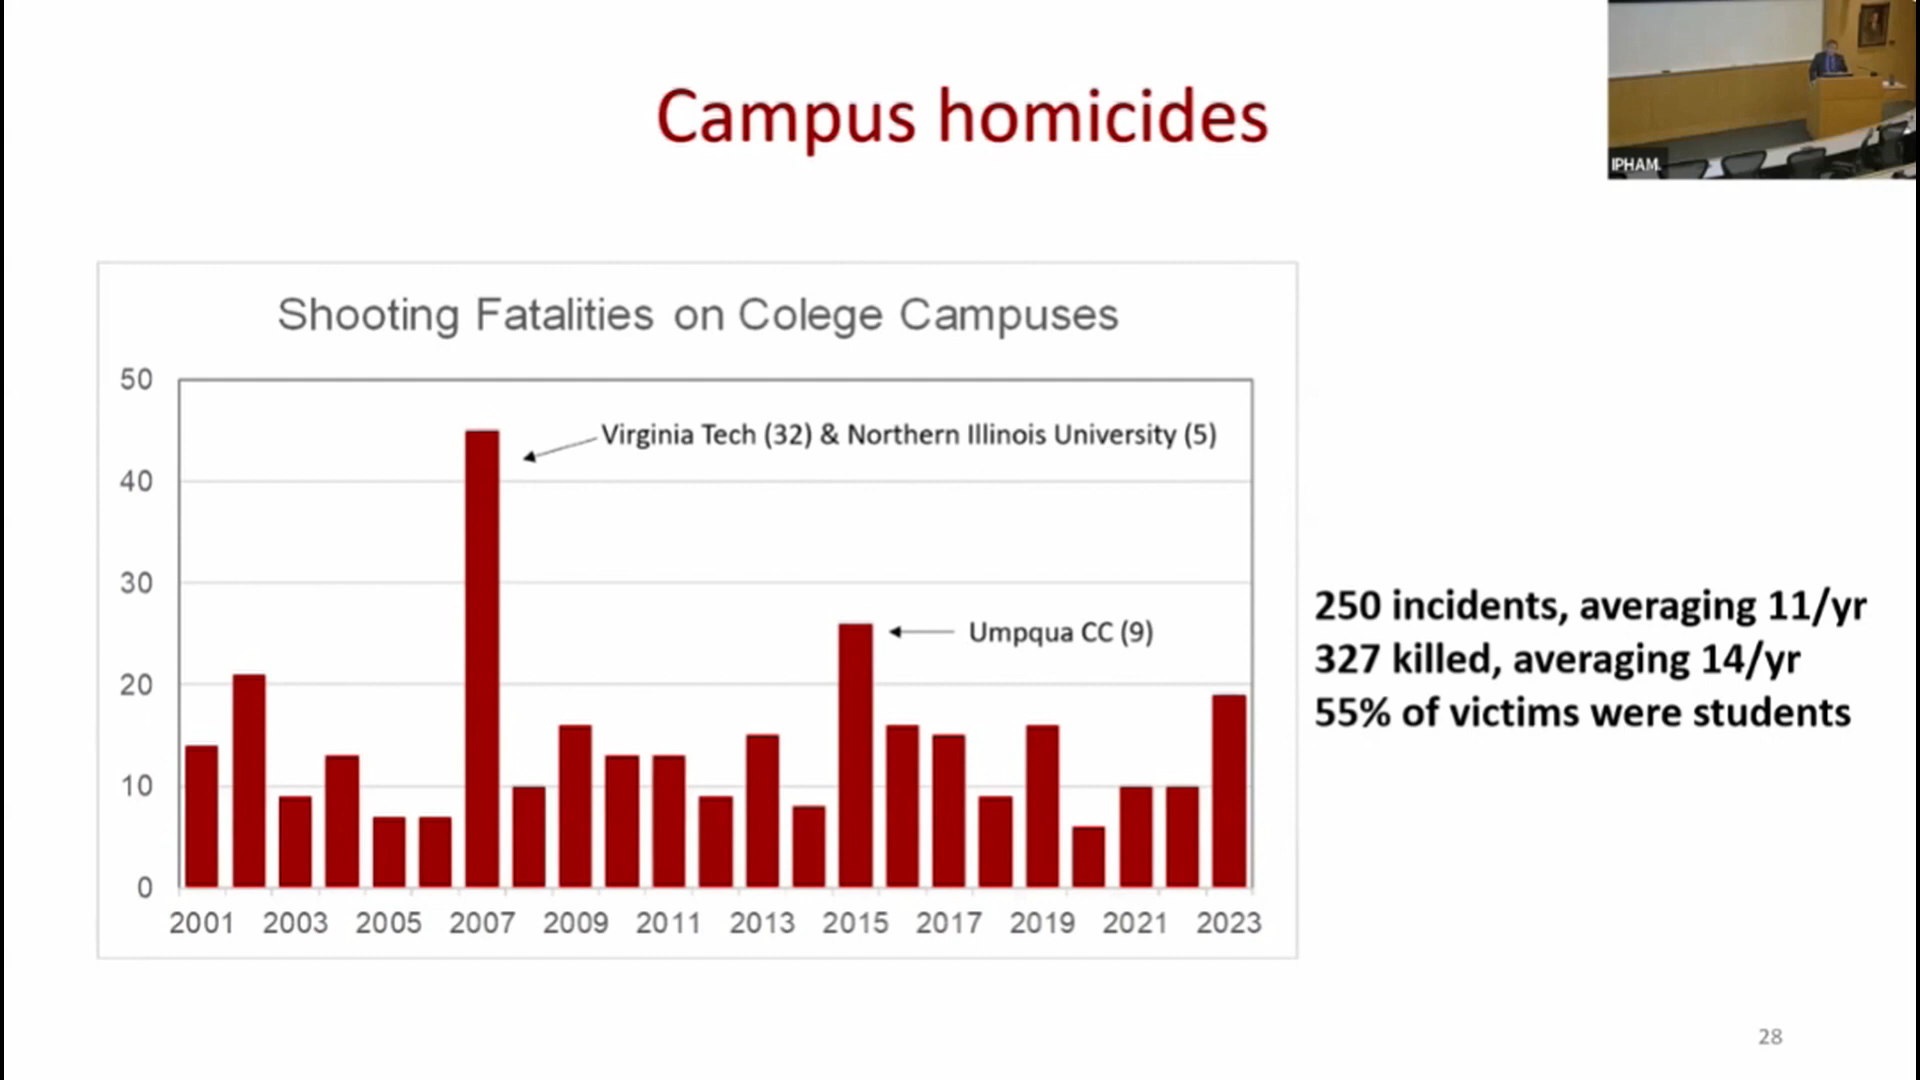 Campus homicides
IPHAM
Shooting Fatalities on Colege Campuses
50
40
30
20
10
0
Virginia Tech (32) & Northern Illinois University (5)
Umpqua CC (9)
2001 2003 2005 2007 2009 2011 2013 2015 2017 2019 2021 2023
250 incidents, averaging 11/yr
327 killed, averaging 14/yr
55% of victims were students
28